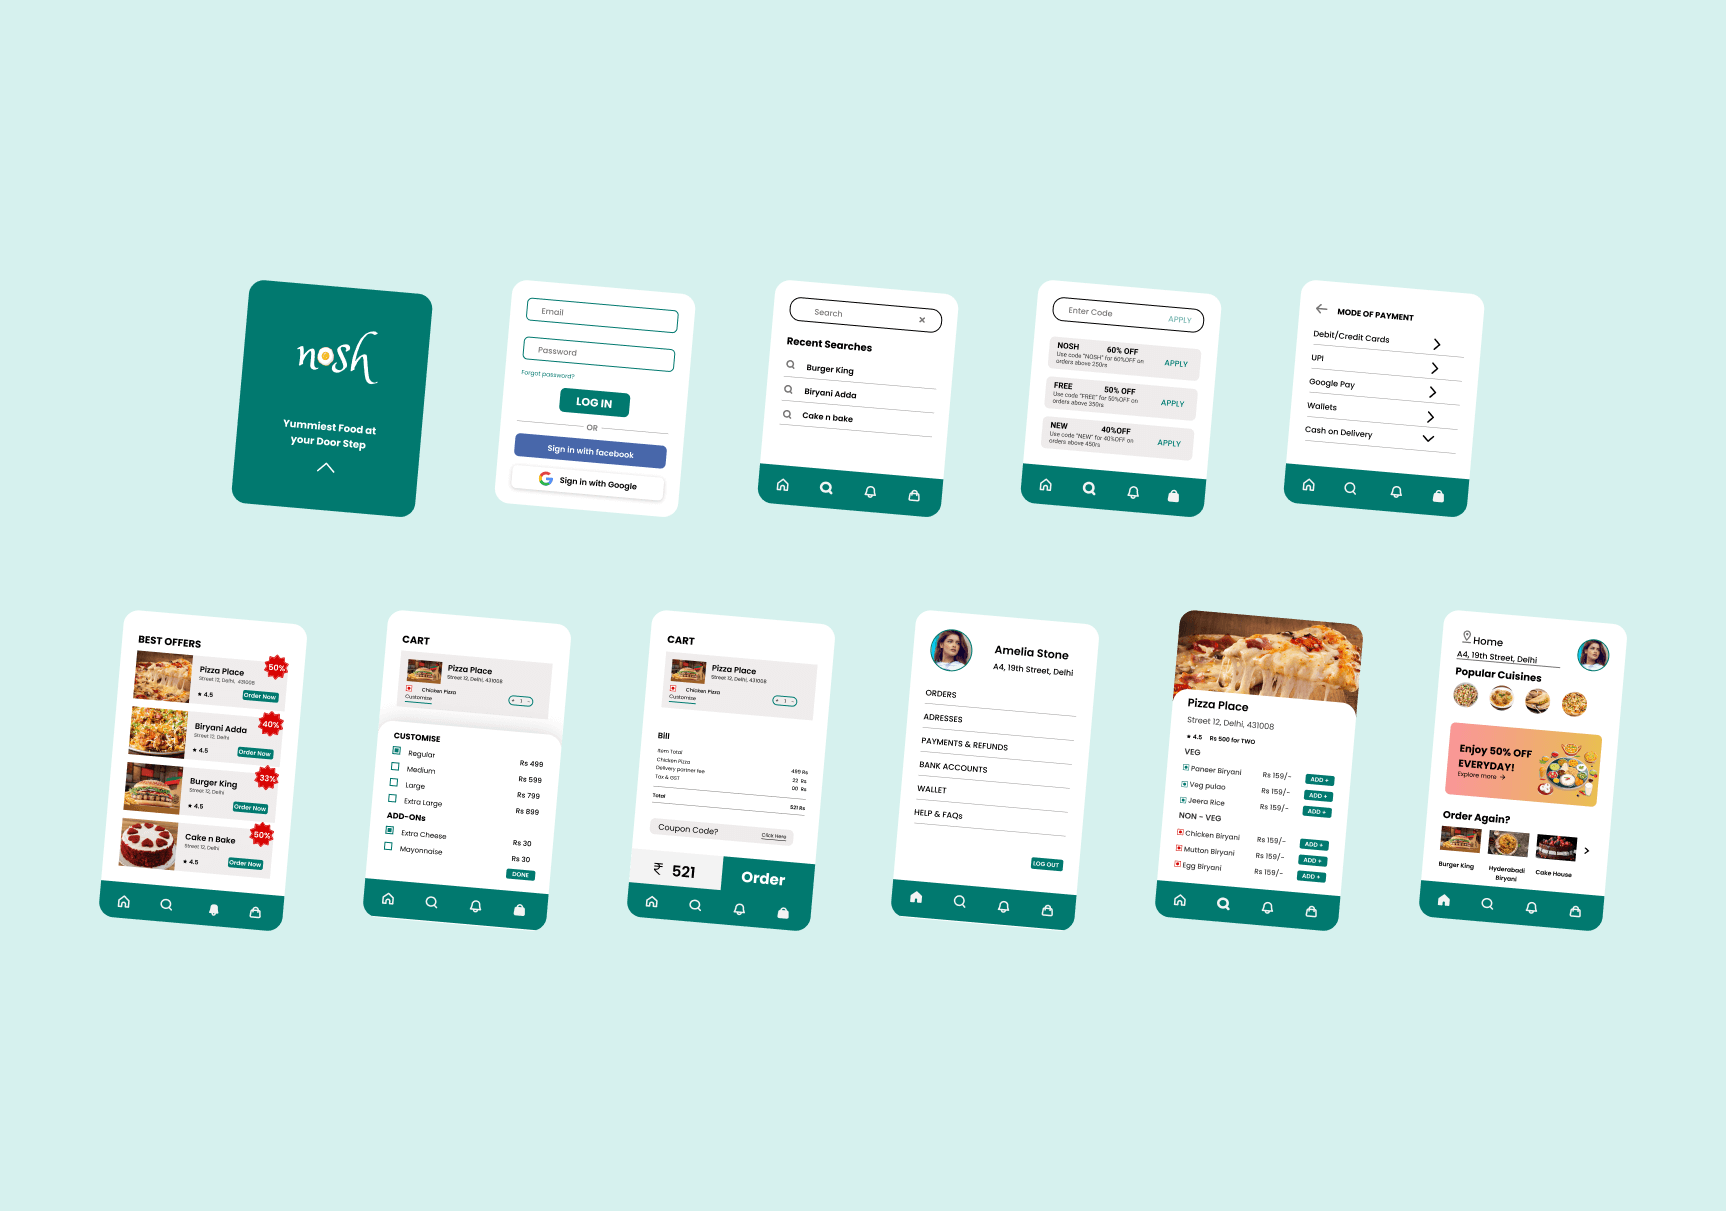 nosh
Yummiest Food at
your Door Step
Email
Password
Forgot password?
LOG IN
OR
Sign in with facebook
Sign in with Google
Search
Recent Searches
Burger King
Biryani Adda
Cake n bake
Enter Code APPLY
NOSH 60% OFF
Use code "NOSH" for 60%OFF on
orders above 250rs
APPLY
FREE 50% OFF
Use code "FREE" for 50%OFF on
orders above 350rs
APPLY
NEW 40%OFF
Use code "NEW" for 40%OFF on
orders above 450rs
APPLY
MODE OF PAYMENT
Debit/Credit Cards
UPI
Google Pay
Wallets
Cash on Delivery
BEST OFFERS
Pizza Place 50%
Street 12, Delhi, 431008
★ 4.5 Order Now
Biryani Adda 40%
Street 12, Delhi
★ 4.5 Order Now
Burger King 33%
Street 12, Delhi
★ 4.5 Order Now
Cake n Bake 50%
Street 12, Delhi
★ 4.5 Order Now
CART
Pizza Place
Street 12, Delhi, 431008
Chicken Pizza
Customise
+ 1 -
CUSTOMISE
Regular Rs 499
Medium Rs 599
Large Rs 799
Extra Large Rs 899
ADD-ONs
Extra Cheese Rs 30
Mayonnaise Rs 30
DONE
CART
Pizza Place
Street 12, Delhi, 431008
Chicken Pizza
Customise
+ 1 -
Bill
Item Total
Chicken Pizza 499 Rs
Delivery partner fee 22 Rs
Tax & GST 00 Rs
Total 521 Rs
Coupon Code? Click Here
₹ 521 Order
Amelia Stone
A4, 19th Street, Delhi
ORDERS
ADRESSES
PAYMENTS & REFUNDS
BANK ACCOUNTS
WALLET
HELP & FAQs
LOG OUT
Pizza Place
Street 12, Delhi, 431008
★ 4.5 Rs 500 for TWO
VEG
Paneer Biryani Rs 159/- ADD +
Veg pulao Rs 159/- ADD +
Jeera Rice Rs 159/- ADD +
NON - VEG
Chicken Biryani Rs 159/- ADD +
Mutton Biryani Rs 159/- ADD +
Egg Biryani Rs 159/- ADD +
Home
A4, 19th Street, Delhi
Popular Cuisines
Enjoy 50% OFF
EVERYDAY!
Explore more →
Order Again?
Burger King
Hyderabadi
Biryani
Cake House